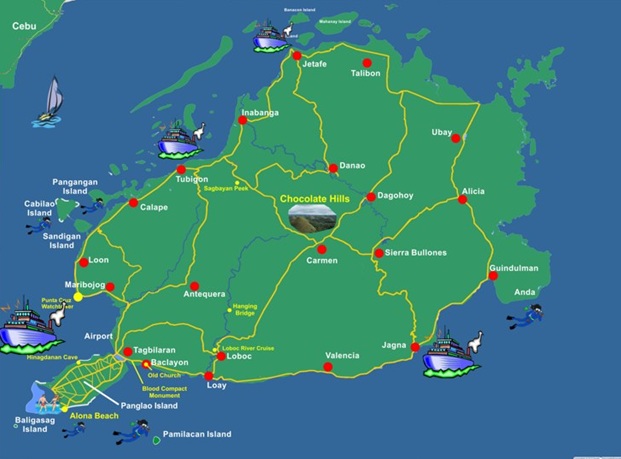 Cebu
Banacon Island
Mahanay Island
Jetafe
Talibon
Inabanga
Ubay
Tubigon
Danao
Pangangan
Island
Sagbayan Peek
Chocolate Hills
Dagohoy
Alicia
Cabilao
Island
Calape
Sandigan
Island
Carmen
Sierra Bullones
Loon
Guindulman
Maribojog
Antequera
Anda
Punta Cruz
Watchtower
Hanging
Bridge
Airport
Jagna
Tagbilaran
Loboc River Cruise
Hinagdanan Cave
Baclayon
Loboc
Valencia
Old Church
Loay
Blood Compact
Monument
Panglao Island
Alona Beach
Baligasag
Island
Pamilacan Island